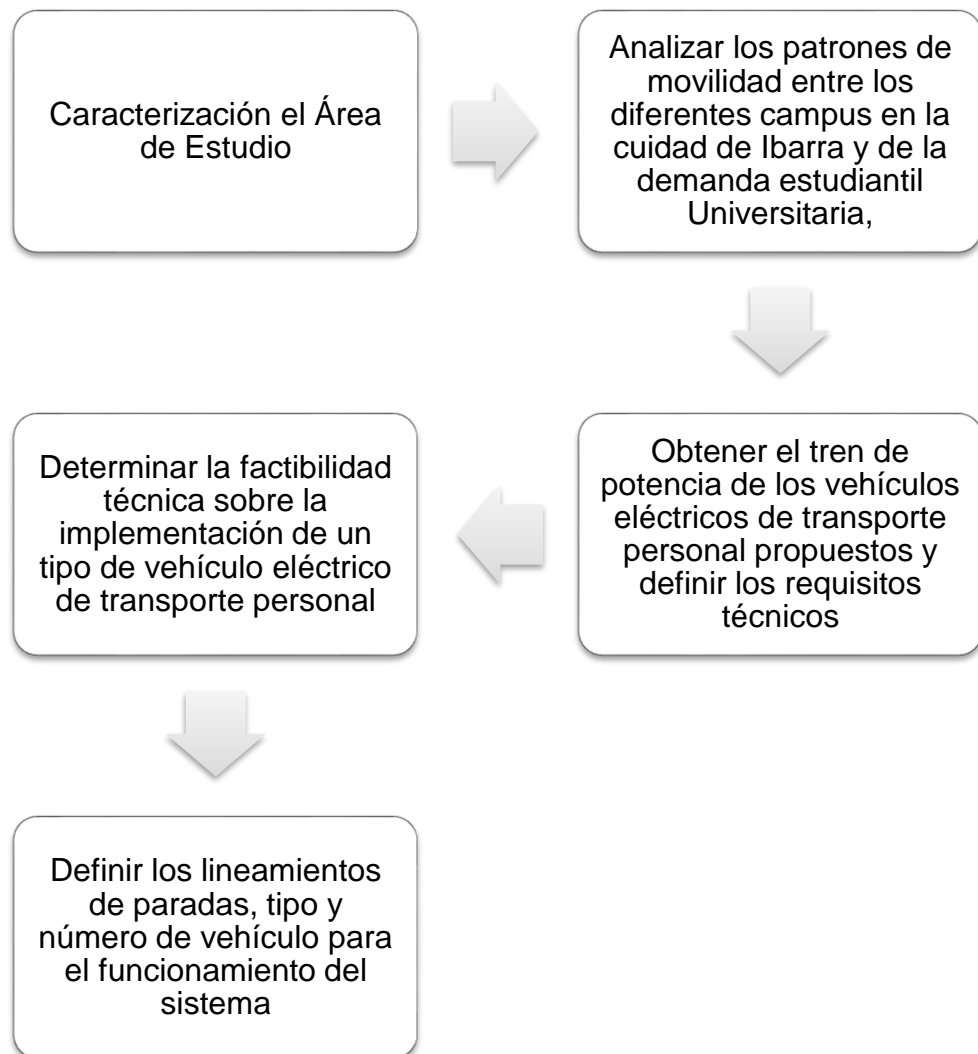 Caracterización el Área
de Estudio
Analizar los patrones de
movilidad entre los
diferentes campus en la
cuidad de Ibarra y de la
demanda estudiantil
Universitaria,
Obtener el tren de
potencia de los vehículos
eléctricos de transporte
personal propuestos y
definir los requisitos
técnicos
Determinar la factibilidad
técnica sobre la
implementación de un
tipo de vehículo eléctrico
de transporte personal
Definir los lineamientos
de paradas, tipo y
número de vehículo para
el funcionamiento del
sistema